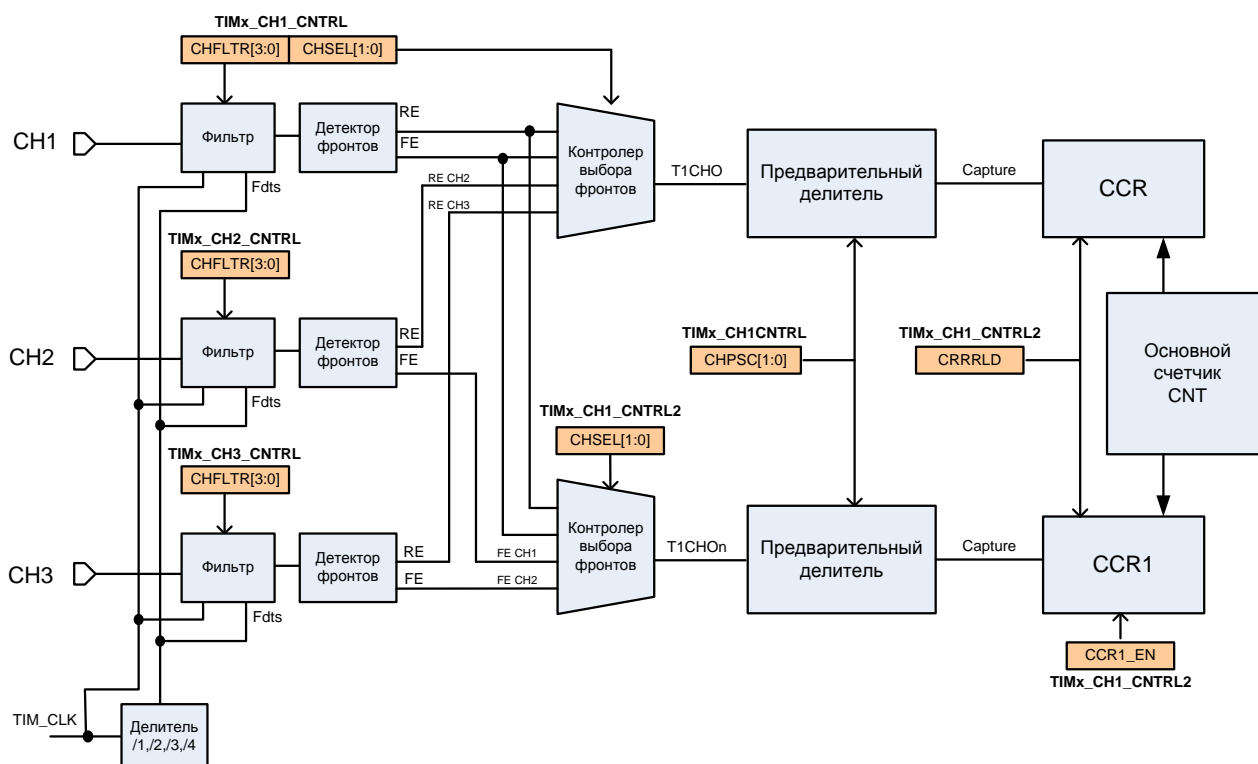 TIMx_CH1_CNTRL
CHFLTR[3:0]
CHSEL[1:0]
CH1
Фильтр
Fdts
Детектор
фронтов
RE
FE
RE CH2
RE CH3
Контролер
выбора
фронтов
T1CHO
Предварительный
делитель
Capture
CCR
TIMx_CH2_CNTRL
CHFLTR[3:0]
CH2
Фильтр
Fdts
Детектор
фронтов
RE
FE
TIMx_CH1CNTRL
CHPSC[1:0]
TIMx_CH1_CNTRL2
CRRRLD
Основной
счетчик
CNT
TIMx_CH1_CNTRL2
CHSEL[1:0]
TIMx_CH3_CNTRL
CHFLTR[3:0]
CH3
Фильтр
Fdts
Детектор
фронтов
RE
FE
FE CH1
FE CH2
Контролер
выбора
фронтов
T1CHOn
Предварительный
делитель
Capture
CCR1
CCR1_EN
TIMx_CH1_CNTRL2
TIM_CLK
Делитель
/1,/2,/3,/4